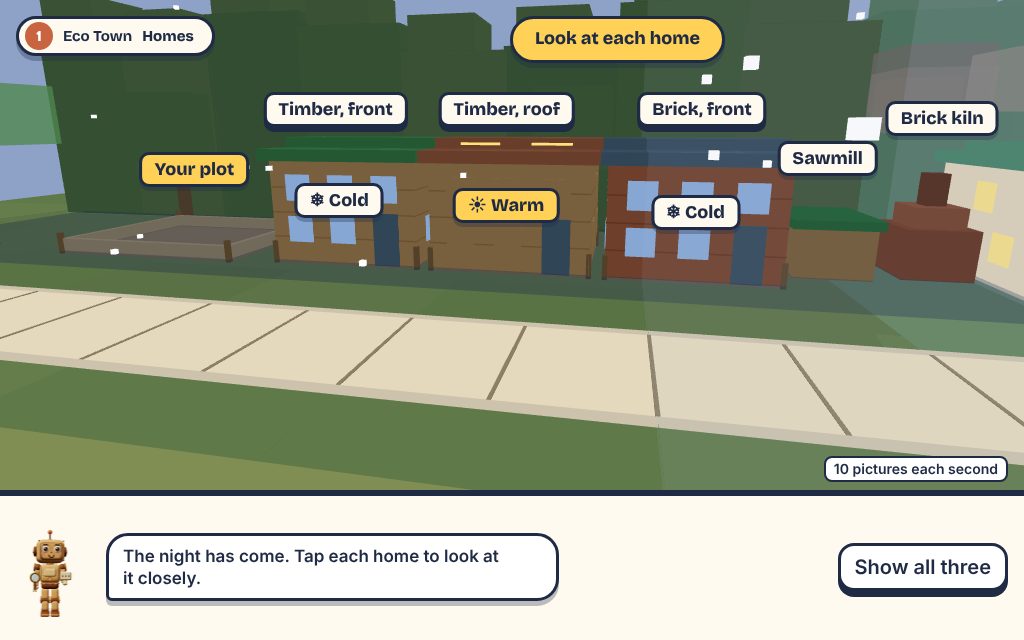 1 Eco Town Homes
Look at each home
Timber, front
Timber, roof
Brick, front
Brick kiln
Sawmill
Your plot
❄ Cold
☀ Warm
❄ Cold
10 pictures each second
The night has come. Tap each home to look at
it closely.
Show all three